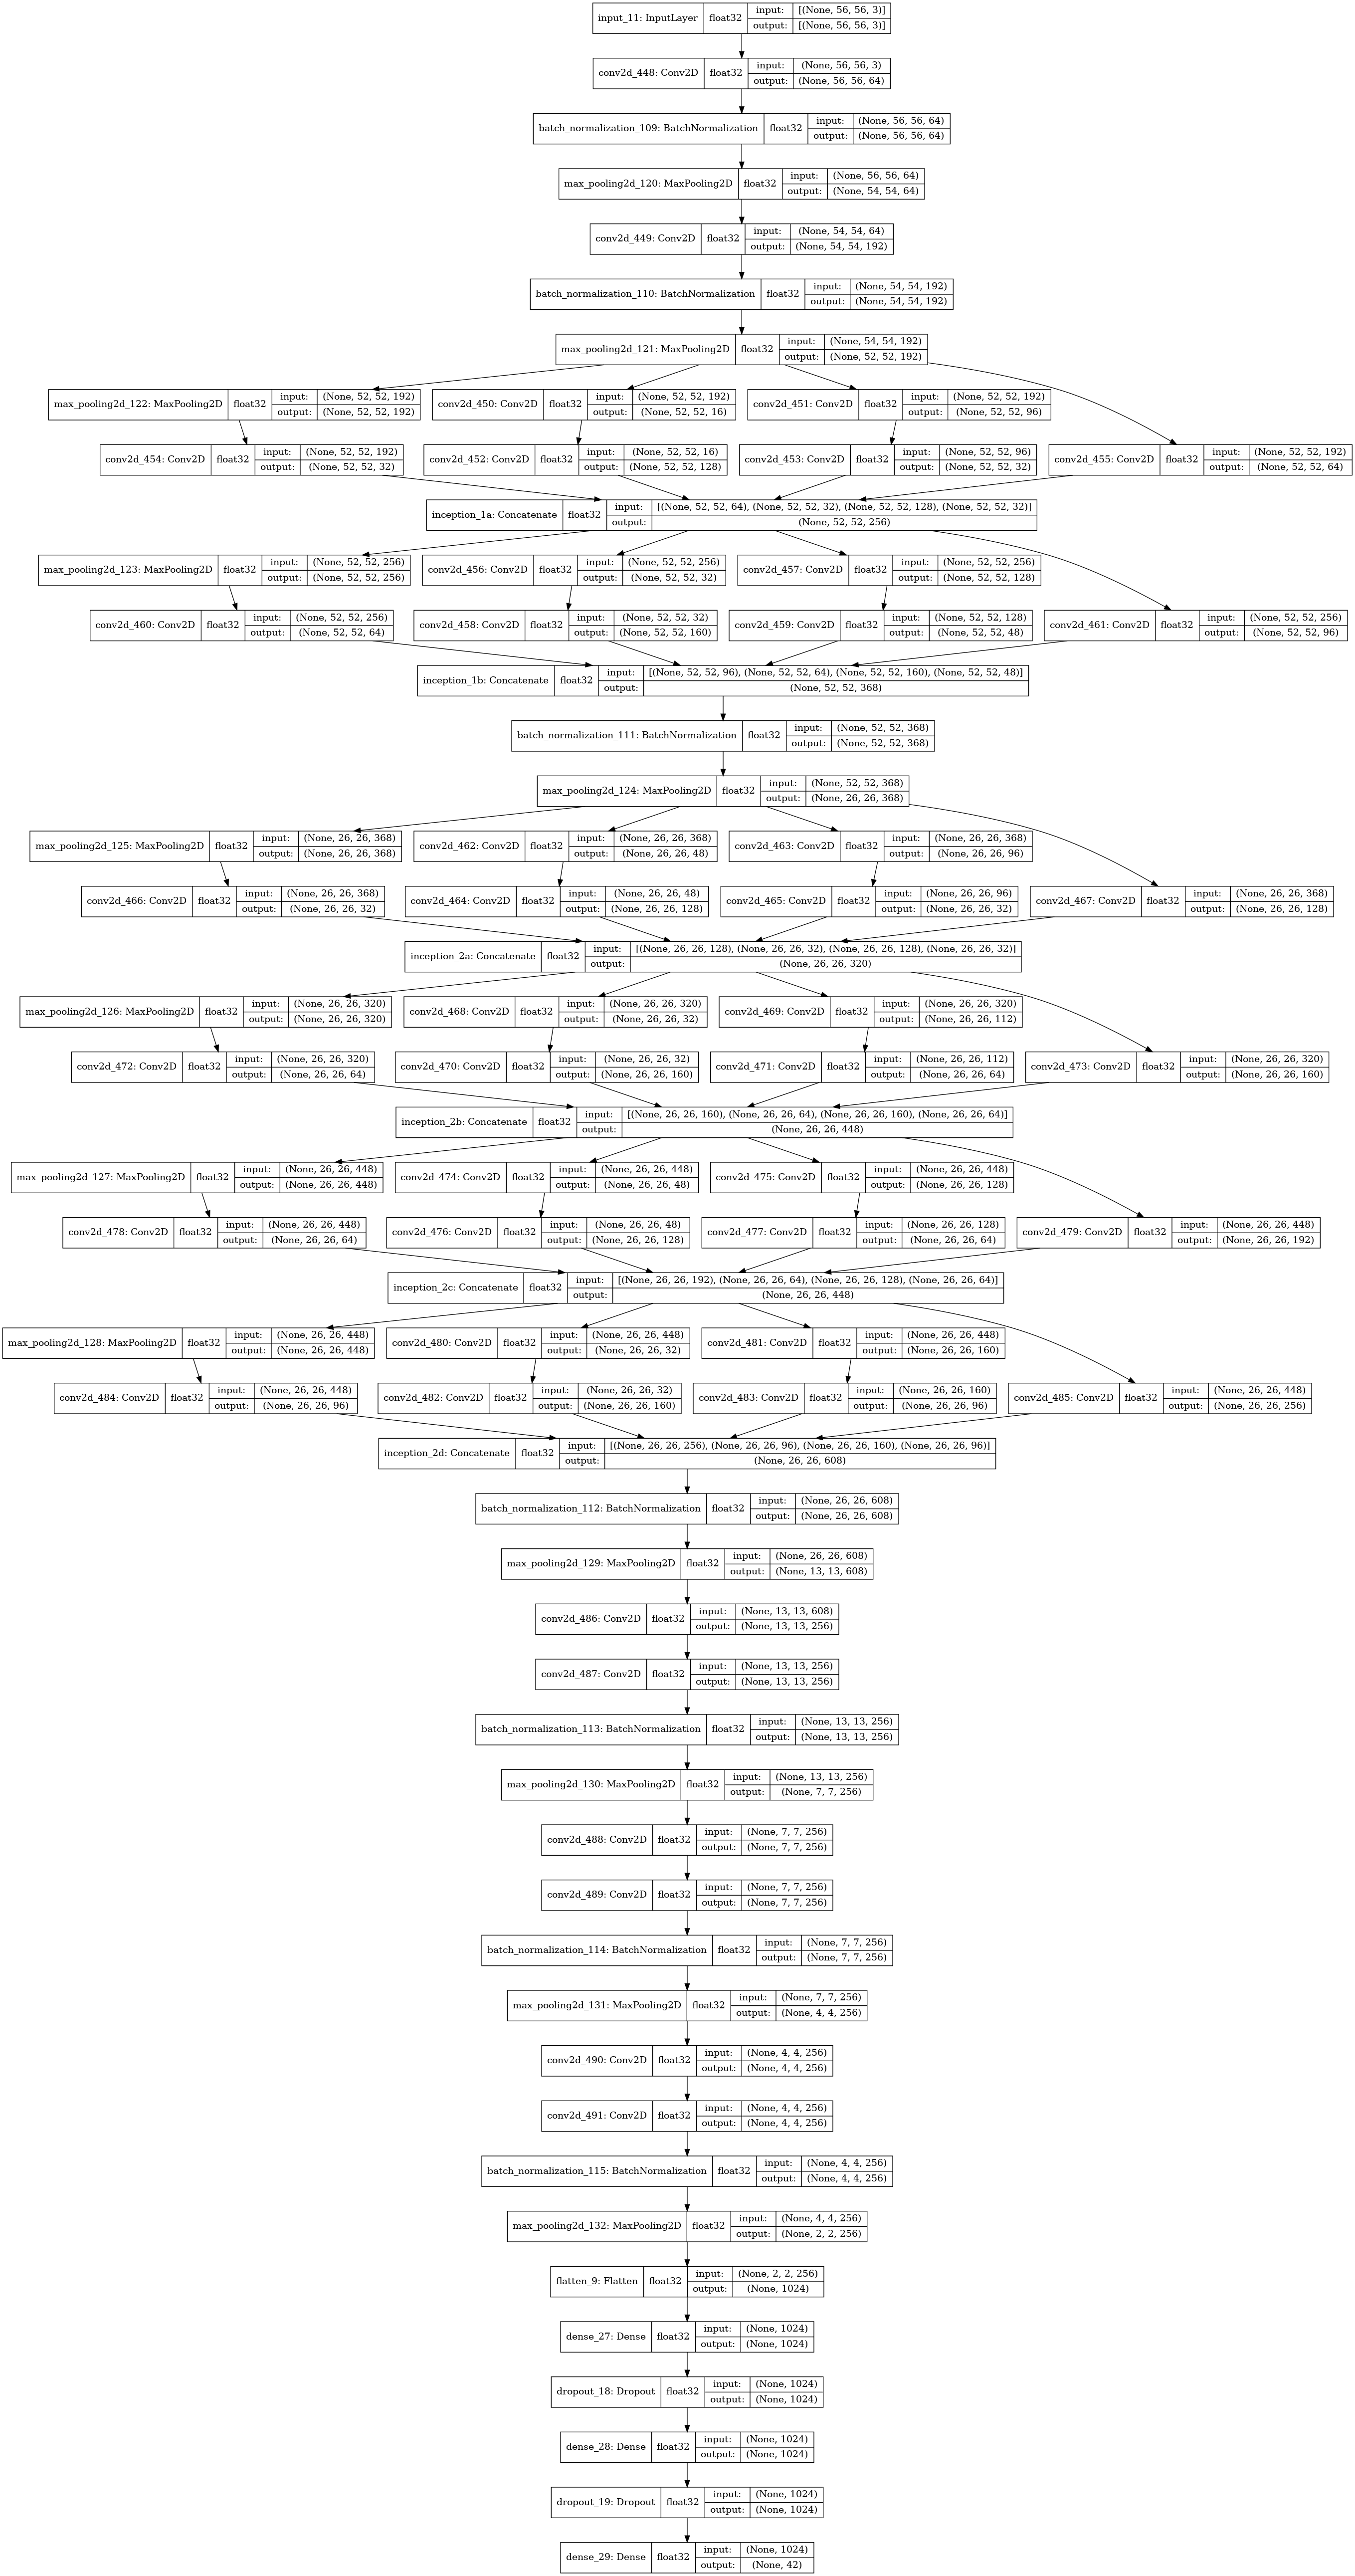 input_11: InputLayer float32 input: [(None, 56, 56, 3)]
output: [(None, 56, 56, 3)]
conv2d_448: Conv2D float32 input: (None, 56, 56, 3)
output: (None, 56, 56, 64)
batch_normalization_109: BatchNormalization float32 input: (None, 56, 56, 64)
output: (None, 56, 56, 64)
max_pooling2d_120: MaxPooling2D float32 input: (None, 56, 56, 64)
output: (None, 54, 54, 64)
conv2d_449: Conv2D float32 input: (None, 54, 54, 64)
output: (None, 54, 54, 192)
batch_normalization_110: BatchNormalization float32 input: (None, 54, 54, 192)
output: (None, 54, 54, 192)
max_pooling2d_121: MaxPooling2D float32 input: (None, 54, 54, 192)
output: (None, 52, 52, 192)
max_pooling2d_122: MaxPooling2D float32 input: (None, 52, 52, 192)
output: (None, 52, 52, 192)
conv2d_450: Conv2D float32 input: (None, 52, 52, 192)
output: (None, 52, 52, 16)
conv2d_451: Conv2D float32 input: (None, 52, 52, 192)
output: (None, 52, 52, 96)
conv2d_454: Conv2D float32 input: (None, 52, 52, 192)
output: (None, 52, 52, 32)
conv2d_452: Conv2D float32 input: (None, 52, 52, 16)
output: (None, 52, 52, 128)
conv2d_453: Conv2D float32 input: (None, 52, 52, 96)
output: (None, 52, 52, 32)
conv2d_455: Conv2D float32 input: (None, 52, 52, 192)
output: (None, 52, 52, 64)
inception_1a: Concatenate float32 input: [(None, 52, 52, 64), (None, 52, 52, 32), (None, 52, 52, 128), (None, 52, 52, 32)]
output: (None, 52, 52, 256)
max_pooling2d_123: MaxPooling2D float32 input: (None, 52, 52, 256)
output: (None, 52, 52, 256)
conv2d_456: Conv2D float32 input: (None, 52, 52, 256)
output: (None, 52, 52, 32)
conv2d_457: Conv2D float32 input: (None, 52, 52, 256)
output: (None, 52, 52, 128)
conv2d_460: Conv2D float32 input: (None, 52, 52, 256)
output: (None, 52, 52, 64)
conv2d_458: Conv2D float32 input: (None, 52, 52, 32)
output: (None, 52, 52, 160)
conv2d_459: Conv2D float32 input: (None, 52, 52, 128)
output: (None, 52, 52, 48)
conv2d_461: Conv2D float32 input: (None, 52, 52, 256)
output: (None, 52, 52, 96)
inception_1b: Concatenate float32 input: [(None, 52, 52, 96), (None, 52, 52, 64), (None, 52, 52, 160), (None, 52, 52, 48)]
output: (None, 52, 52, 368)
batch_normalization_111: BatchNormalization float32 input: (None, 52, 52, 368)
output: (None, 52, 52, 368)
max_pooling2d_124: MaxPooling2D float32 input: (None, 52, 52, 368)
output: (None, 26, 26, 368)
max_pooling2d_125: MaxPooling2D float32 input: (None, 26, 26, 368)
output: (None, 26, 26, 368)
conv2d_462: Conv2D float32 input: (None, 26, 26, 368)
output: (None, 26, 26, 48)
conv2d_463: Conv2D float32 input: (None, 26, 26, 368)
output: (None, 26, 26, 96)
conv2d_466: Conv2D float32 input: (None, 26, 26, 368)
output: (None, 26, 26, 32)
conv2d_464: Conv2D float32 input: (None, 26, 26, 48)
output: (None, 26, 26, 128)
conv2d_465: Conv2D float32 input: (None, 26, 26, 96)
output: (None, 26, 26, 32)
conv2d_467: Conv2D float32 input: (None, 26, 26, 368)
output: (None, 26, 26, 128)
inception_2a: Concatenate float32 input: [(None, 26, 26, 128), (None, 26, 26, 32), (None, 26, 26, 128), (None, 26, 26, 32)]
output: (None, 26, 26, 320)
max_pooling2d_126: MaxPooling2D float32 input: (None, 26, 26, 320)
output: (None, 26, 26, 320)
conv2d_468: Conv2D float32 input: (None, 26, 26, 320)
output: (None, 26, 26, 32)
conv2d_469: Conv2D float32 input: (None, 26, 26, 320)
output: (None, 26, 26, 112)
conv2d_472: Conv2D float32 input: (None, 26, 26, 320)
output: (None, 26, 26, 64)
conv2d_470: Conv2D float32 input: (None, 26, 26, 32)
output: (None, 26, 26, 160)
conv2d_471: Conv2D float32 input: (None, 26, 26, 112)
output: (None, 26, 26, 64)
conv2d_473: Conv2D float32 input: (None, 26, 26, 320)
output: (None, 26, 26, 160)
inception_2b: Concatenate float32 input: [(None, 26, 26, 160), (None, 26, 26, 64), (None, 26, 26, 160), (None, 26, 26, 64)]
output: (None, 26, 26, 448)
max_pooling2d_127: MaxPooling2D float32 input: (None, 26, 26, 448)
output: (None, 26, 26, 448)
conv2d_474: Conv2D float32 input: (None, 26, 26, 448)
output: (None, 26, 26, 48)
conv2d_475: Conv2D float32 input: (None, 26, 26, 448)
output: (None, 26, 26, 128)
conv2d_478: Conv2D float32 input: (None, 26, 26, 448)
output: (None, 26, 26, 64)
conv2d_476: Conv2D float32 input: (None, 26, 26, 48)
output: (None, 26, 26, 128)
conv2d_477: Conv2D float32 input: (None, 26, 26, 128)
output: (None, 26, 26, 64)
conv2d_479: Conv2D float32 input: (None, 26, 26, 448)
output: (None, 26, 26, 192)
inception_2c: Concatenate float32 input: [(None, 26, 26, 192), (None, 26, 26, 64), (None, 26, 26, 128), (None, 26, 26, 64)]
output: (None, 26, 26, 448)
max_pooling2d_128: MaxPooling2D float32 input: (None, 26, 26, 448)
output: (None, 26, 26, 448)
conv2d_480: Conv2D float32 input: (None, 26, 26, 448)
output: (None, 26, 26, 32)
conv2d_481: Conv2D float32 input: (None, 26, 26, 448)
output: (None, 26, 26, 160)
conv2d_484: Conv2D float32 input: (None, 26, 26, 448)
output: (None, 26, 26, 96)
conv2d_482: Conv2D float32 input: (None, 26, 26, 32)
output: (None, 26, 26, 160)
conv2d_483: Conv2D float32 input: (None, 26, 26, 160)
output: (None, 26, 26, 96)
conv2d_485: Conv2D float32 input: (None, 26, 26, 448)
output: (None, 26, 26, 256)
inception_2d: Concatenate float32 input: [(None, 26, 26, 256), (None, 26, 26, 96), (None, 26, 26, 160), (None, 26, 26, 96)]
output: (None, 26, 26, 608)
batch_normalization_112: BatchNormalization float32 input: (None, 26, 26, 608)
output: (None, 26, 26, 608)
max_pooling2d_129: MaxPooling2D float32 input: (None, 26, 26, 608)
output: (None, 13, 13, 608)
conv2d_486: Conv2D float32 input: (None, 13, 13, 608)
output: (None, 13, 13, 256)
conv2d_487: Conv2D float32 input: (None, 13, 13, 256)
output: (None, 13, 13, 256)
batch_normalization_113: BatchNormalization float32 input: (None, 13, 13, 256)
output: (None, 13, 13, 256)
max_pooling2d_130: MaxPooling2D float32 input: (None, 13, 13, 256)
output: (None, 7, 7, 256)
conv2d_488: Conv2D float32 input: (None, 7, 7, 256)
output: (None, 7, 7, 256)
conv2d_489: Conv2D float32 input: (None, 7, 7, 256)
output: (None, 7, 7, 256)
batch_normalization_114: BatchNormalization float32 input: (None, 7, 7, 256)
output: (None, 7, 7, 256)
max_pooling2d_131: MaxPooling2D float32 input: (None, 7, 7, 256)
output: (None, 4, 4, 256)
conv2d_490: Conv2D float32 input: (None, 4, 4, 256)
output: (None, 4, 4, 256)
conv2d_491: Conv2D float32 input: (None, 4, 4, 256)
output: (None, 4, 4, 256)
batch_normalization_115: BatchNormalization float32 input: (None, 4, 4, 256)
output: (None, 4, 4, 256)
max_pooling2d_132: MaxPooling2D float32 input: (None, 4, 4, 256)
output: (None, 2, 2, 256)
flatten_9: Flatten float32 input: (None, 2, 2, 256)
output: (None, 1024)
dense_27: Dense float32 input: (None, 1024)
output: (None, 1024)
dropout_18: Dropout float32 input: (None, 1024)
output: (None, 1024)
dense_28: Dense float32 input: (None, 1024)
output: (None, 1024)
dropout_19: Dropout float32 input: (None, 1024)
output: (None, 1024)
dense_29: Dense float32 input: (None, 1024)
output: (None, 42)